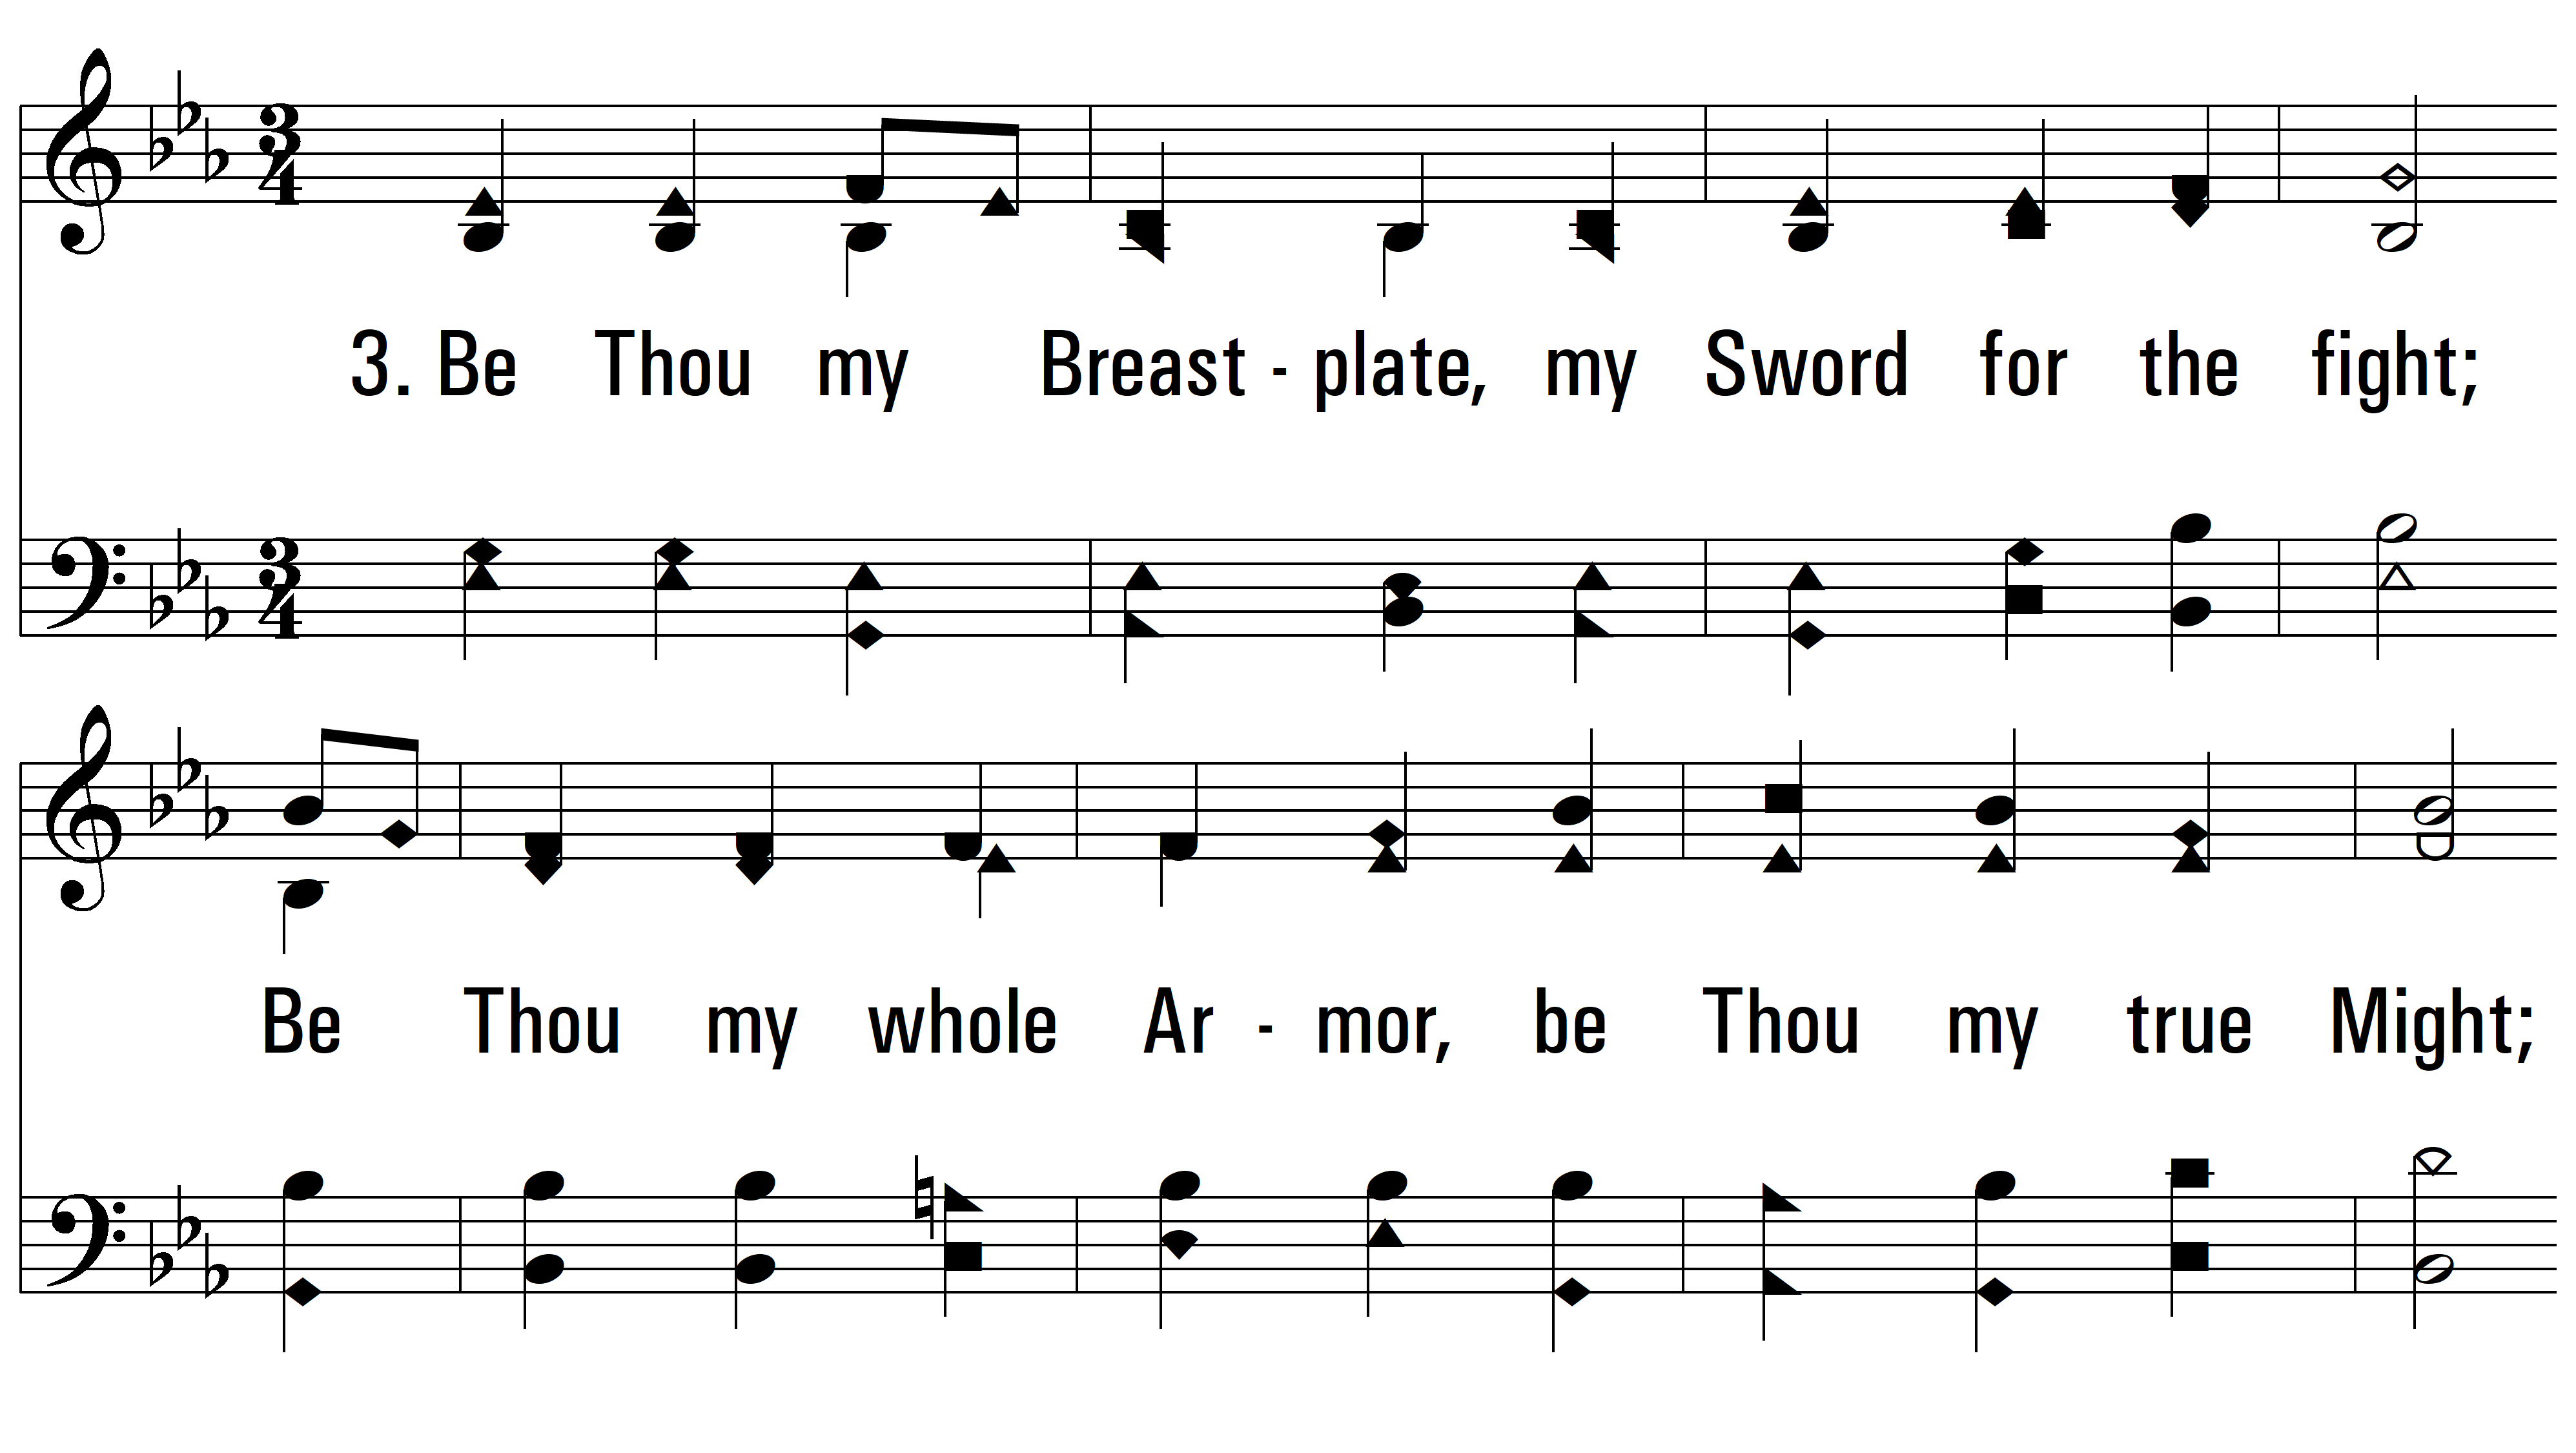 3. Be Thou my Breast - plate, my Sword for the fight;
Be Thou my whole Ar - mor, be Thou my true Might;